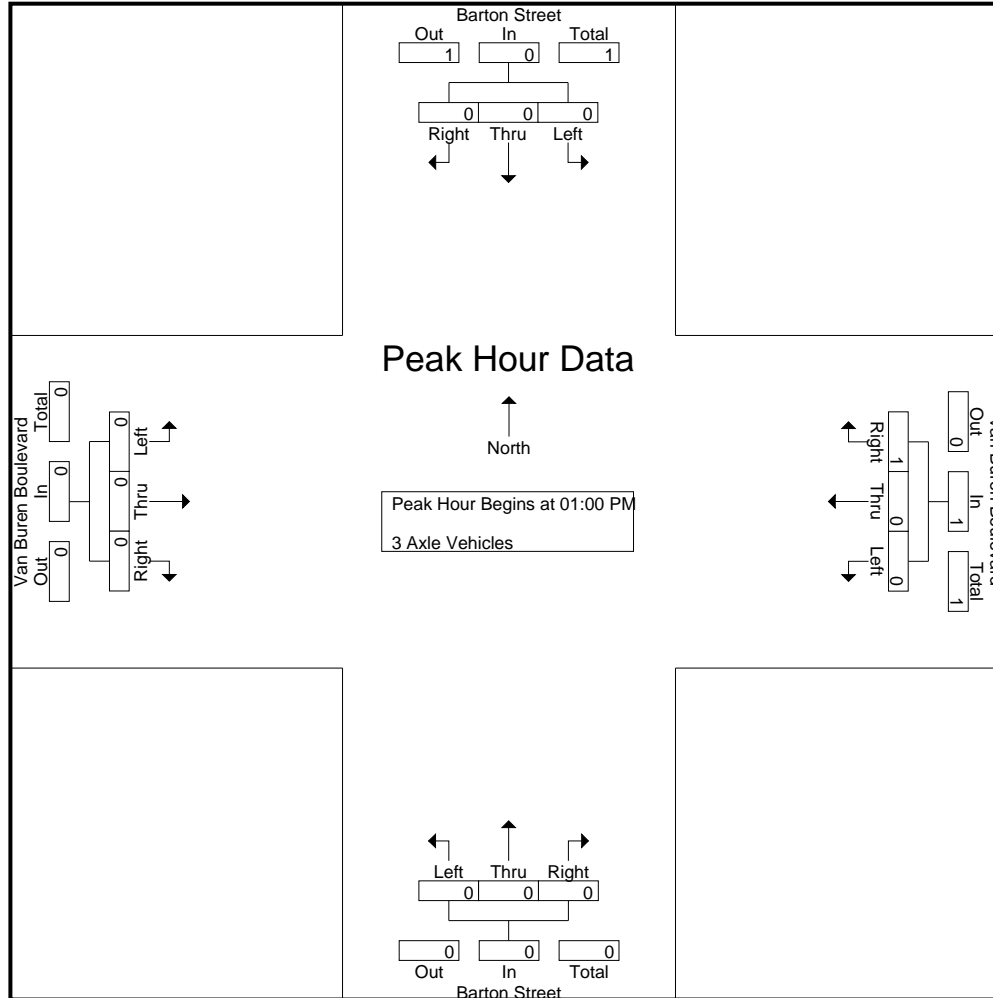 Barton Street
Out In Total
1 0 1
0 0 0
Right Thru Left
Peak Hour Data
North
Peak Hour Begins at 01:00 PM
3 Axle Vehicles
Van Buren Boulevard
Total In Out
0 0 0
0 0 0
Left Thru Right
Right Thru Left
1 0 0
Out In Total
0 1 1
Left Thru Right
0 0 0
0 0 0
Out In Total
Barton Street